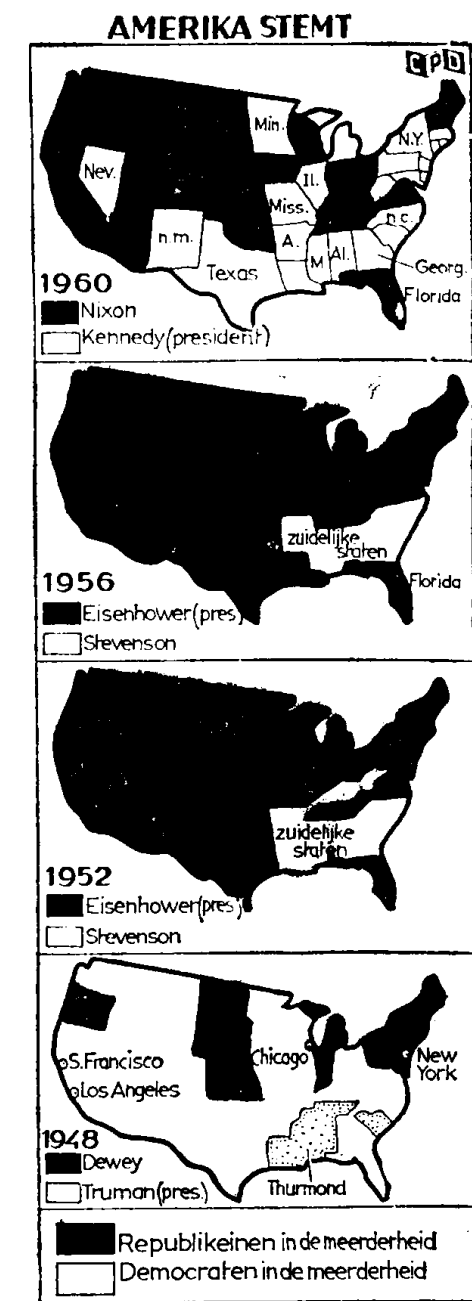 AMERIKA STEMT
CPD
Min.
N.Y.
Nev.
Il.
Miss.
n.c.
n.m.
A.
M
Al.
Texas
Georg.
1960
Florida
Nixon
Kennedy(president)
zuidelijke
staten
1956
Florida
Eisenhower(pres)
Stevenson
zuidelijke
staten
1952
Eisenhower(pres)
Stevenson
S.Francisco
Chicago
New
York
Los Angeles
1948
Dewey
Truman(pres.)
Thurmond
Republikeinen in de meerderheid
Democraten in de meerderheid